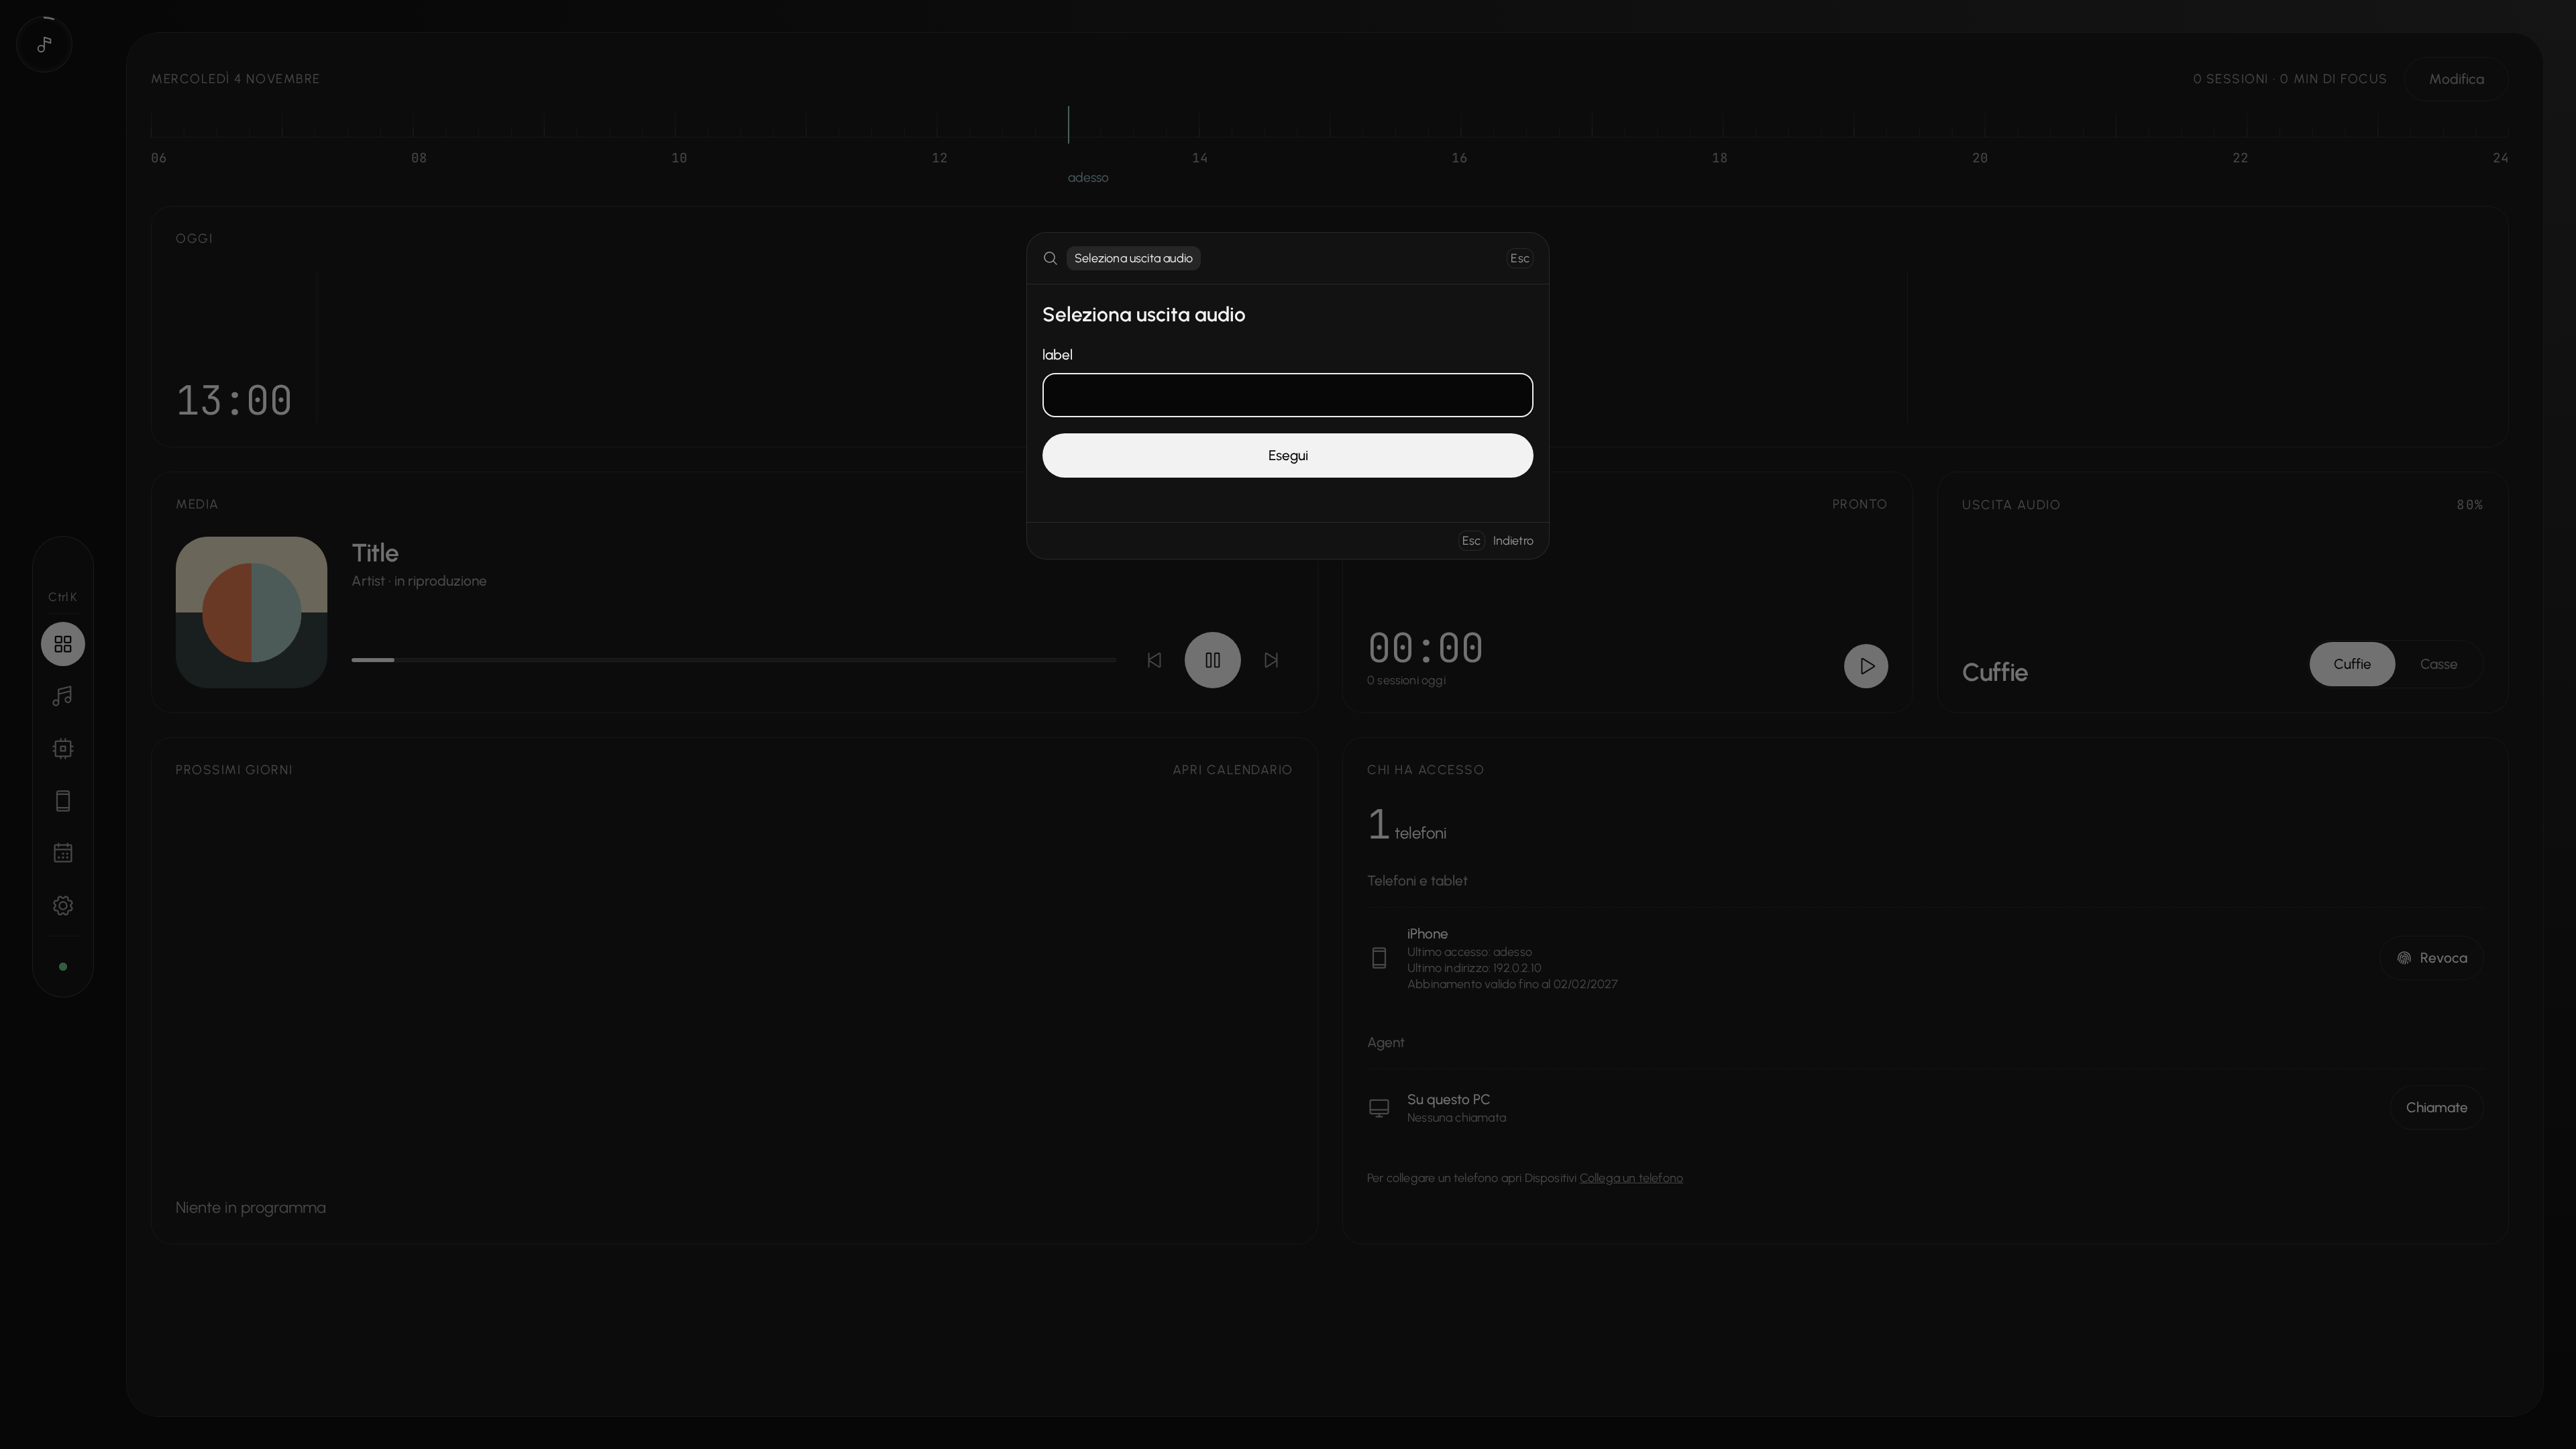 MERCOLEDÌ 4 NOVEMBRE
0 SESSIONI · 0 MIN DI FOCUS
Modifica
06 08 10 12 14 16 18 20 22 24
adesso
OGGI
13:00
Seleziona uscita audio
Esc
Seleziona uscita audio
label
Esegui
Esc Indietro
MEDIA
Title
Artist · in riproduzione
PRONTO
00:00
0 sessioni oggi
USCITA AUDIO
80%
Cuffie
Cuffie
Casse
Ctrl K
PROSSIMI GIORNI
APRI CALENDARIO
Niente in programma
CHI HA ACCESSO
1 telefoni
Telefoni e tablet
iPhone
Ultimo accesso: adesso
Ultimo indirizzo: 192.0.2.10
Abbinamento valido fino al 02/02/2027
Revoca
Agent
Su questo PC
Nessuna chiamata
Chiamate
Per collegare un telefono apri Dispositivi Collega un telefono